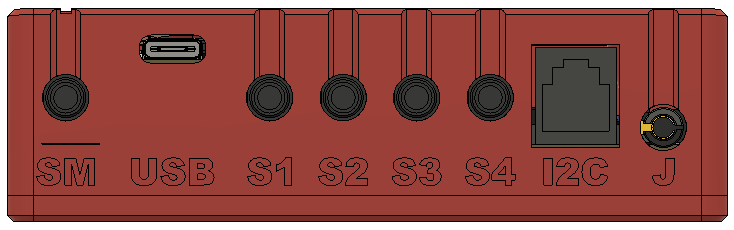 SM USB S1 S2 S3 S4 I2C J